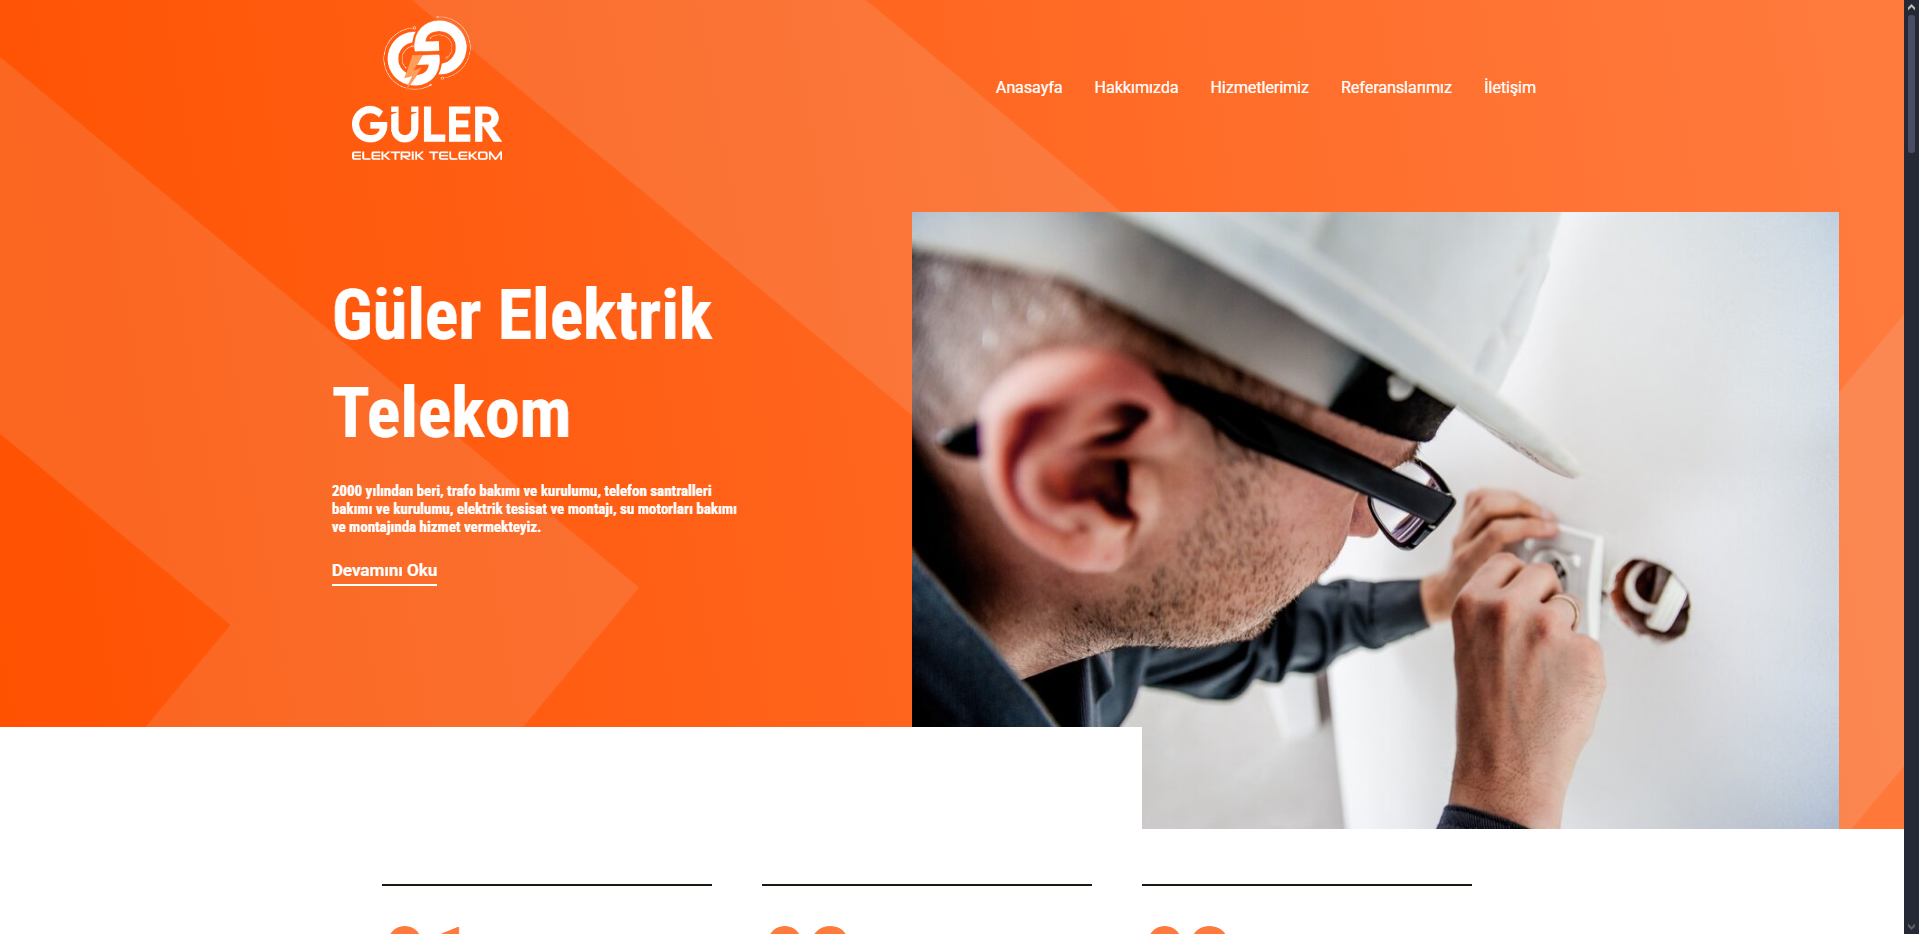 GÜLER
ELEKTRIK TELEKOM
Anasayfa
Hakkımızda
Hizmetlerimiz
Referanslarımız
İletişim
Güler Elektrik
Telekom
2000 yılından beri, trafo bakımı ve kurulumu, telefon santralleri
bakımı ve kurulumu, elektrik tesisat ve montajı, su motorları bakımı
ve montajında hizmet vermekteyiz.
Devamını Oku